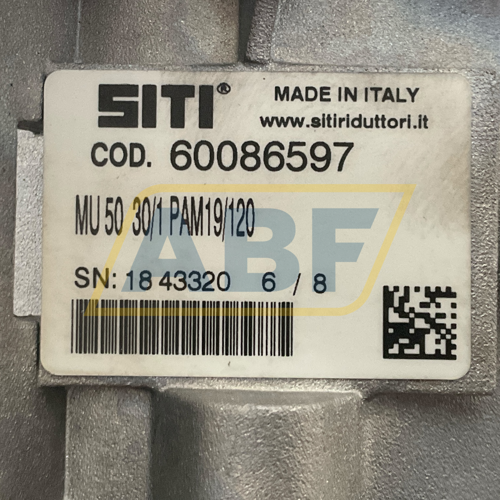 SITI® MADE IN ITALY
www.sitiriduttori.it
COD. 60086597
MU 50 30/1 PAM19/120
ABF
SN: 18 43320 6 / 8